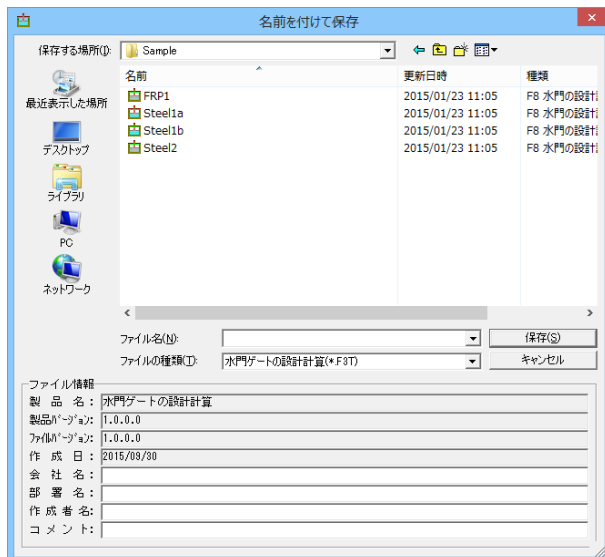 名前を付けて保存
保存する場所(I):
Sample
最近表示した場所
デスクトップ
ライブラリ
PC
ネットワーク
名前 更新日時 種類
FRP1 2015/01/23 11:05 F8 水門の設計
Steel1a 2015/01/23 11:05 F8 水門の設計
Steel1b 2015/01/23 11:05 F8 水門の設計
Steel2 2015/01/23 11:05 F8 水門の設計
ファイル名(N): 保存(S)
ファイルの種類(T): 水門ゲートの設計計算(*.F3T) キャンセル
ファイル情報
製品名: 水門ゲートの設計計算
製品バージョン: 1.0.0.0
ファイルバージョン: 1.0.0.0
作成日: 2015/09/30
会社名:
部署名:
作成者名:
コメント: